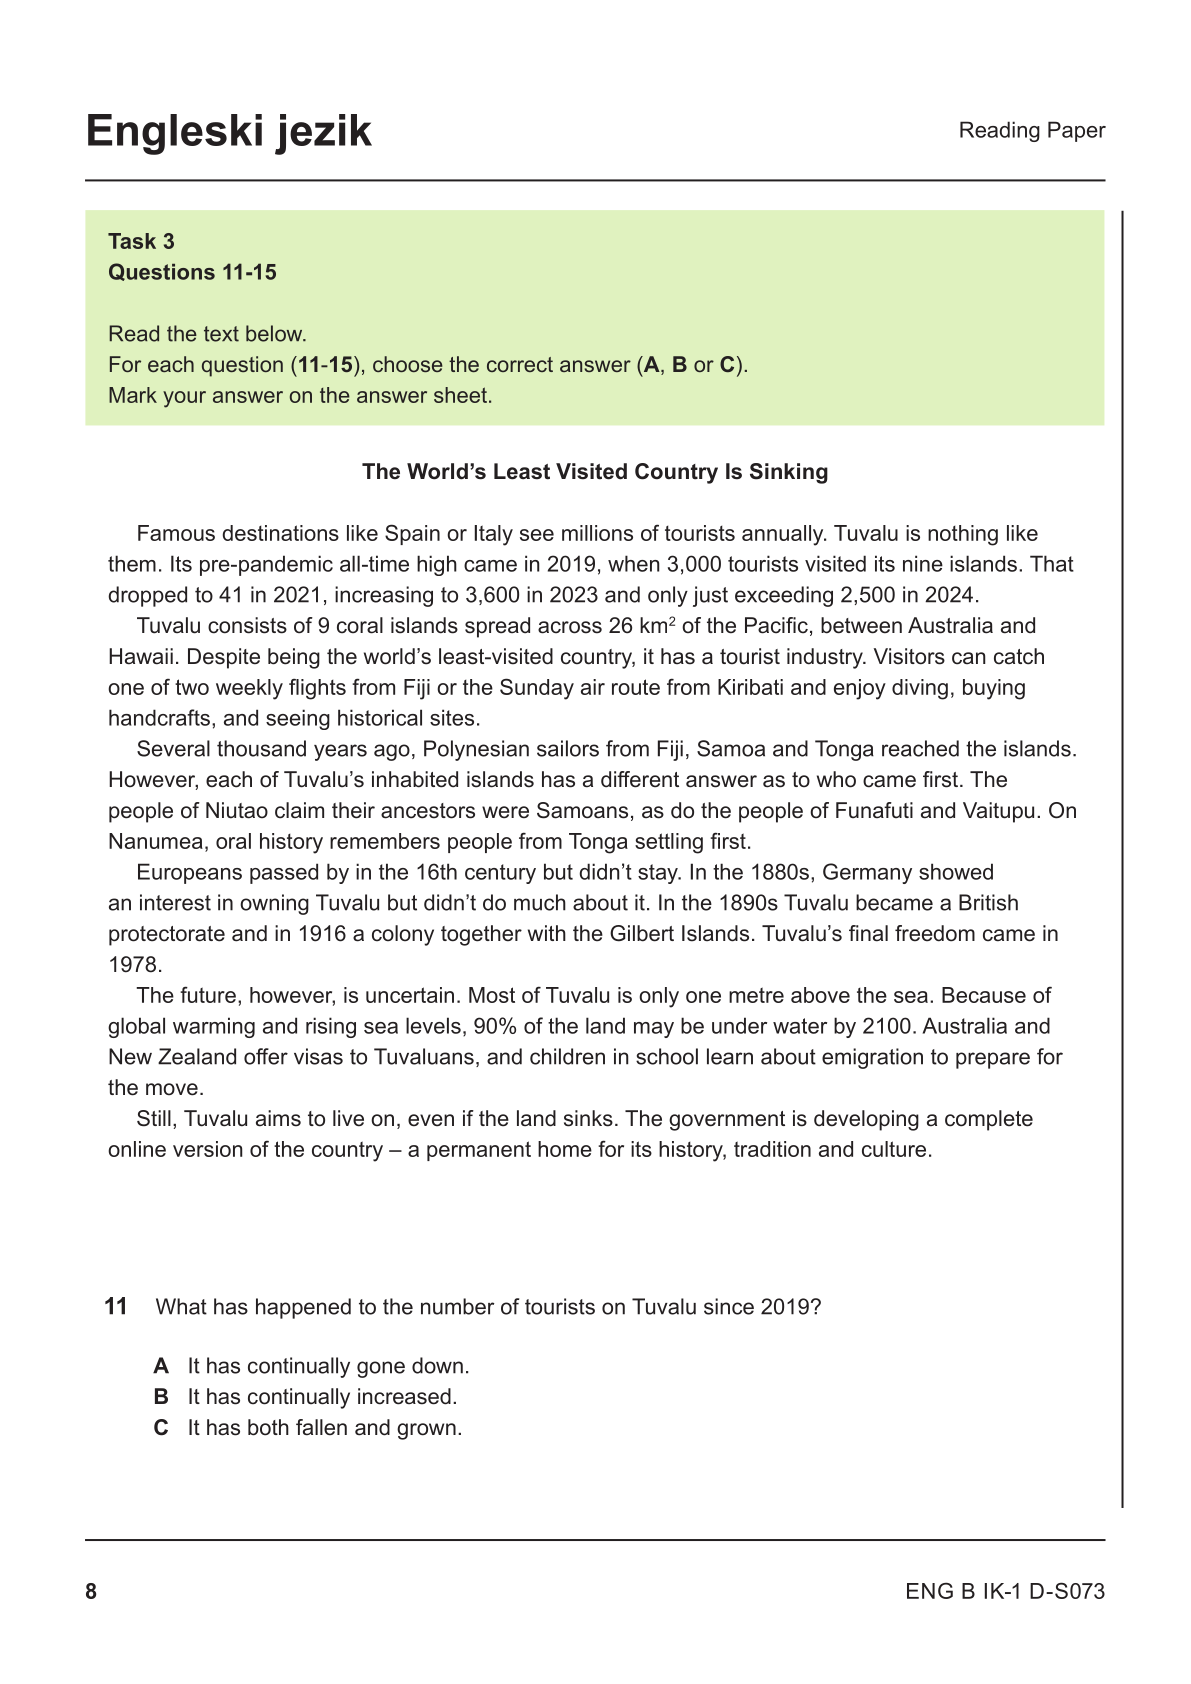 Engleski jezik
Reading Paper
Task 3
Questions 11-15
Read the text below.
For each question (11-15), choose the correct answer (A, B or C).
Mark your answer on the answer sheet.
The World’s Least Visited Country Is Sinking
Famous destinations like Spain or Italy see millions of tourists annually. Tuvalu is nothing like
them. Its pre-pandemic all-time high came in 2019, when 3,000 tourists visited its nine islands. That
dropped to 41 in 2021, increasing to 3,600 in 2023 and only just exceeding 2,500 in 2024.
Tuvalu consists of 9 coral islands spread across 26 km² of the Pacific, between Australia and
Hawaii. Despite being the world’s least-visited country, it has a tourist industry. Visitors can catch
one of two weekly flights from Fiji or the Sunday air route from Kiribati and enjoy diving, buying
handcrafts, and seeing historical sites.
Several thousand years ago, Polynesian sailors from Fiji, Samoa and Tonga reached the islands.
However, each of Tuvalu’s inhabited islands has a different answer as to who came first. The
people of Niutao claim their ancestors were Samoans, as do the people of Funafuti and Vaitupu. On
Nanumea, oral history remembers people from Tonga settling first.
Europeans passed by in the 16th century but didn’t stay. In the 1880s, Germany showed
an interest in owning Tuvalu but didn’t do much about it. In the 1890s Tuvalu became a British
protectorate and in 1916 a colony together with the Gilbert Islands. Tuvalu’s final freedom came in
1978.
The future, however, is uncertain. Most of Tuvalu is only one metre above the sea. Because of
global warming and rising sea levels, 90% of the land may be under water by 2100. Australia and
New Zealand offer visas to Tuvaluans, and children in school learn about emigration to prepare for
the move.
Still, Tuvalu aims to live on, even if the land sinks. The government is developing a complete
online version of the country – a permanent home for its history, tradition and culture.
11 What has happened to the number of tourists on Tuvalu since 2019?
A It has continually gone down.
B It has continually increased.
C It has both fallen and grown.
8
ENG B IK-1 D-S073